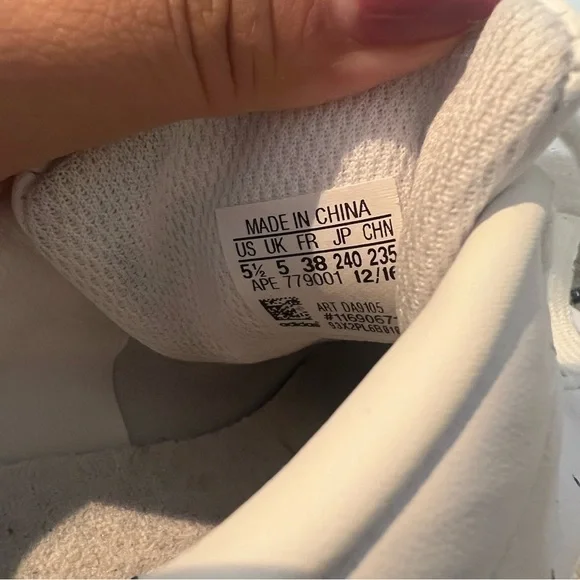 MADE IN CHINA
US UK FR JP CHN
5½ 5 38 240 235
APE 779001 12/16
ART DA9105
#1169067
adidas